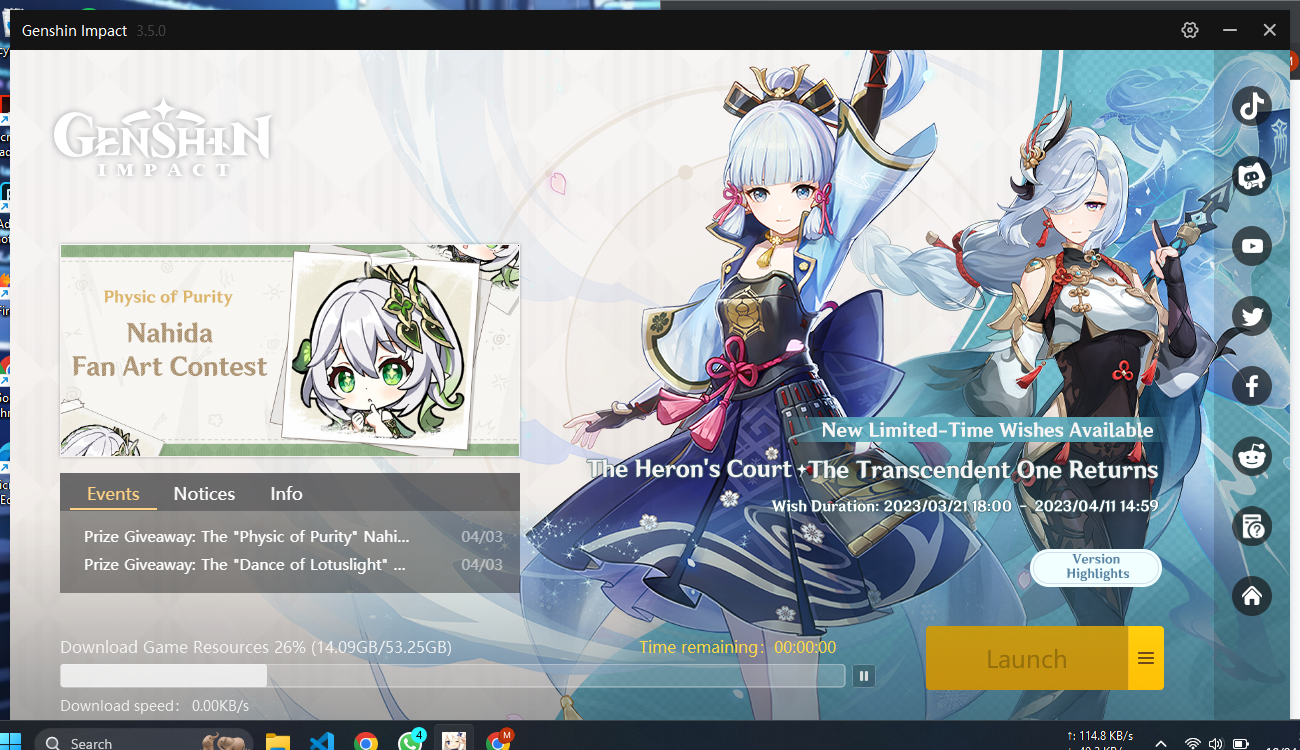 Genshin Impact 3.5.0
GENSHIN
IMPACT
Physic of Purity
Nahida
Fan Art Contest
Events Notices Info
Prize Giveaway: The "Physic of Purity" Nahi... 04/03
Prize Giveaway: The "Dance of Lotuslight" ... 04/03
New Limited-Time Wishes Available
The Heron's Court ✦ The Transcendent One Returns
Wish Duration: 2023/03/21 18:00 – 2023/04/11 14:59
Version
Highlights
Download Game Resources 26% (14.09GB/53.25GB) Time remaining: 00:00:00
Launch
Download speed: 0.00KB/s
Search
4
M
↑: 114.8 KB/s